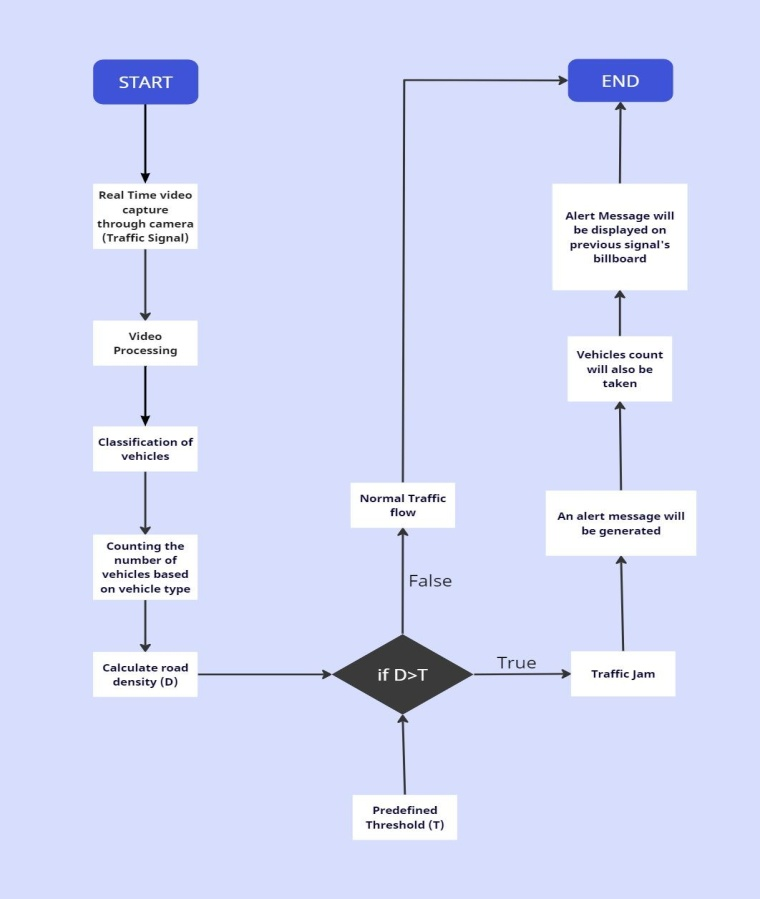 START
Real Time video
capture
through camera
(Traffic Signal)
Video
Processing
Classification of
vehicles
Counting the
number of
vehicles based
on vehicle type
Calculate road
density (D)
if D>T
Predefined
Threshold (T)
False
Normal Traffic
flow
True
Traffic Jam
An alert message will
be generated
Vehicles count
will also be
taken
Alert Message will
be displayed on
previous signal's
billboard
END